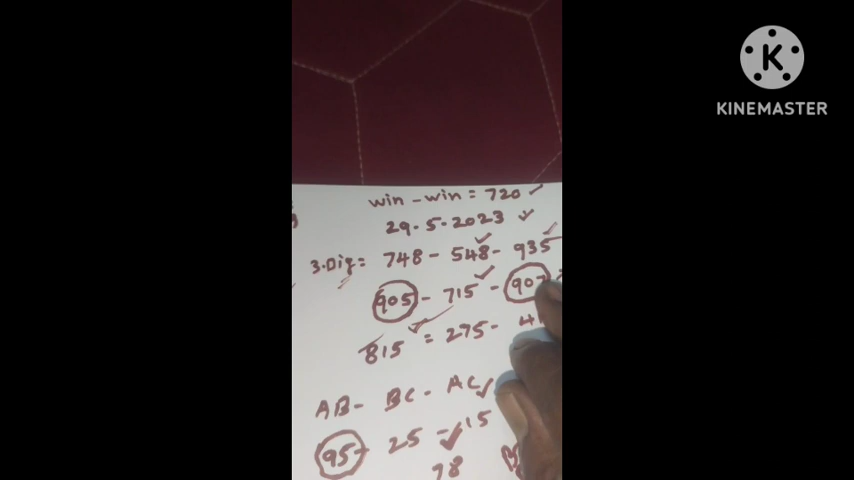 KINEMASTER
win - win = 720 ✓
29-5-2023 ✓
3.Dig = 748 - 548 - 935
905 - 715 - 907
815 = 275 -
AB - BC - AC
95 - 25 - 15
78